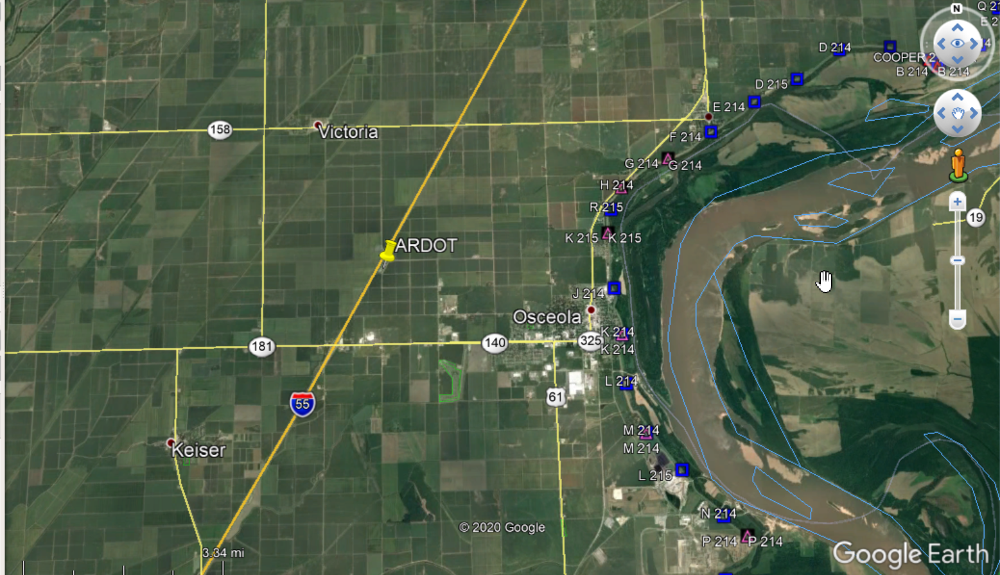 N
Q 21
E 2
D 214
4
COOPER 2
B 214
B 214
D 215
E 214
158
Victoria
F 214
G 214
G 214
H 214
R 215
19
K 215
K 215
ARDOT
J 214
Osceola
K 214
181
140
325
K 214
L 214
61
55
M 214
Keiser
M 214
L 215
N 214
© 2020 Google
P 214
P 214
3.34 mi
Google Earth